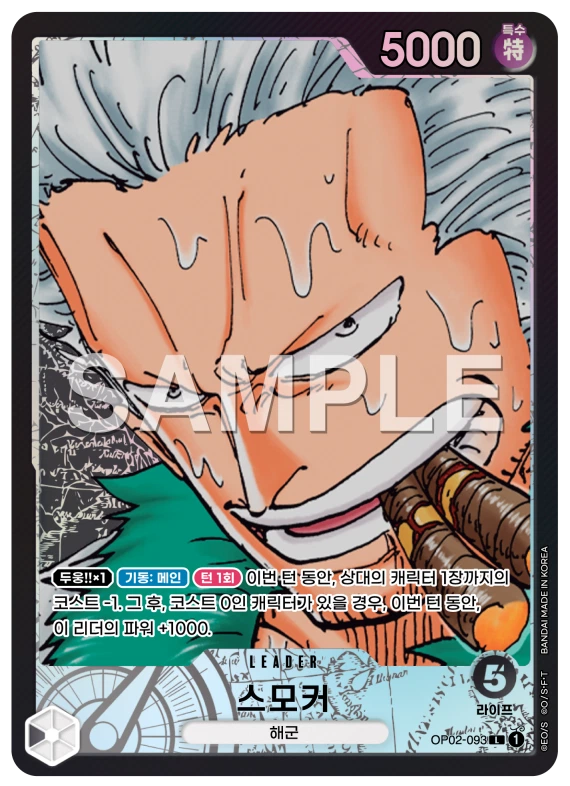 특수
5000 特
SAMPLE
두웅!!×1 기동: 메인 턴 1회 이번 턴 동안, 상대의 캐릭터 1장까지의
코스트 -1. 그 후, 코스트 0인 캐릭터가 있을 경우, 이번 턴 동안,
이 리더의 파워 +1000.
LEADER
스모커
5
라이프
해군
OP02-093 L 1
©E.O/S. ©O/S·F·T BANDAI MADE IN KOREA